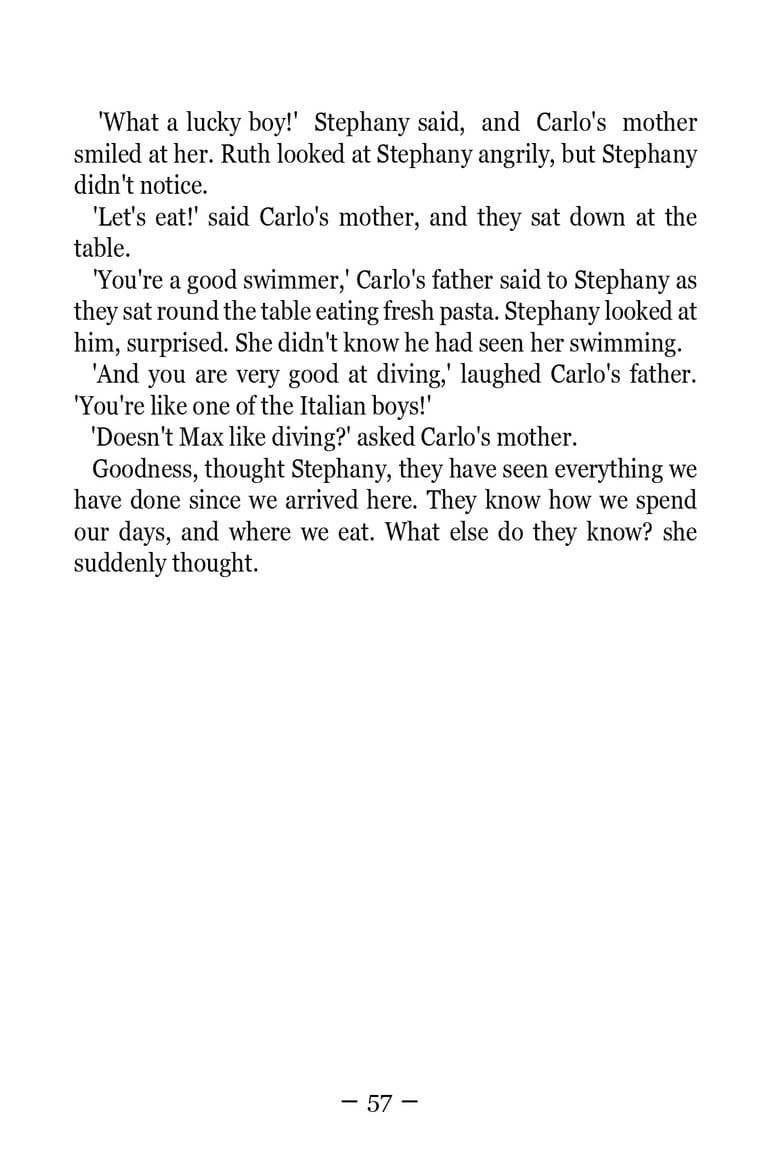 'What a lucky boy!' Stephany said, and Carlo's mother
smiled at her. Ruth looked at Stephany angrily, but Stephany
didn't notice.
'Let's eat!' said Carlo's mother, and they sat down at the
table.
'You're a good swimmer,' Carlo's father said to Stephany as
they sat round the table eating fresh pasta. Stephany looked at
him, surprised. She didn't know he had seen her swimming.
'And you are very good at diving,' laughed Carlo's father.
'You're like one of the Italian boys!'
'Doesn't Max like diving?' asked Carlo's mother.
Goodness, thought Stephany, they have seen everything we
have done since we arrived here. They know how we spend
our days, and where we eat. What else do they know? she
suddenly thought.
– 57 –